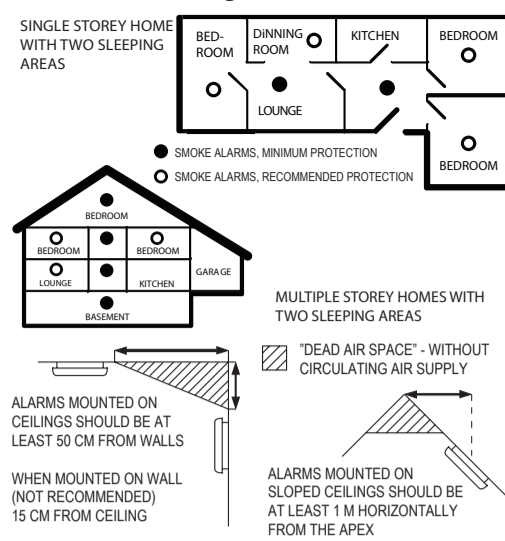 SINGLE STOREY HOME
WITH TWO SLEEPING
AREAS
BED-
ROOM
DiNNING
ROOM
KITCHEN
BEDROOM
LOUNGE
BEDROOM
SMOKE ALARMS, MINIMUM PROTECTION
SMOKE ALARMS, RECOMMENDED PROTECTION
BEDROOM
BEDROOM
BEDROOM
LOUNGE
KITCHEN
GARAGE
BASEMENT
MULTIPLE STOREY HOMES WITH
TWO SLEEPING AREAS
"DEAD AIR SPACE" - WITHOUT
CIRCULATING AIR SUPPLY
ALARMS MOUNTED ON
CEILINGS SHOULD BE AT
LEAST 50 CM FROM WALLS
WHEN MOUNTED ON WALL
(NOT RECOMMENDED)
15 CM FROM CEILING
ALARMS MOUNTED ON
SLOPED CEILINGS SHOULD BE
AT LEAST 1 M HORIZONTALLY
FROM THE APEX